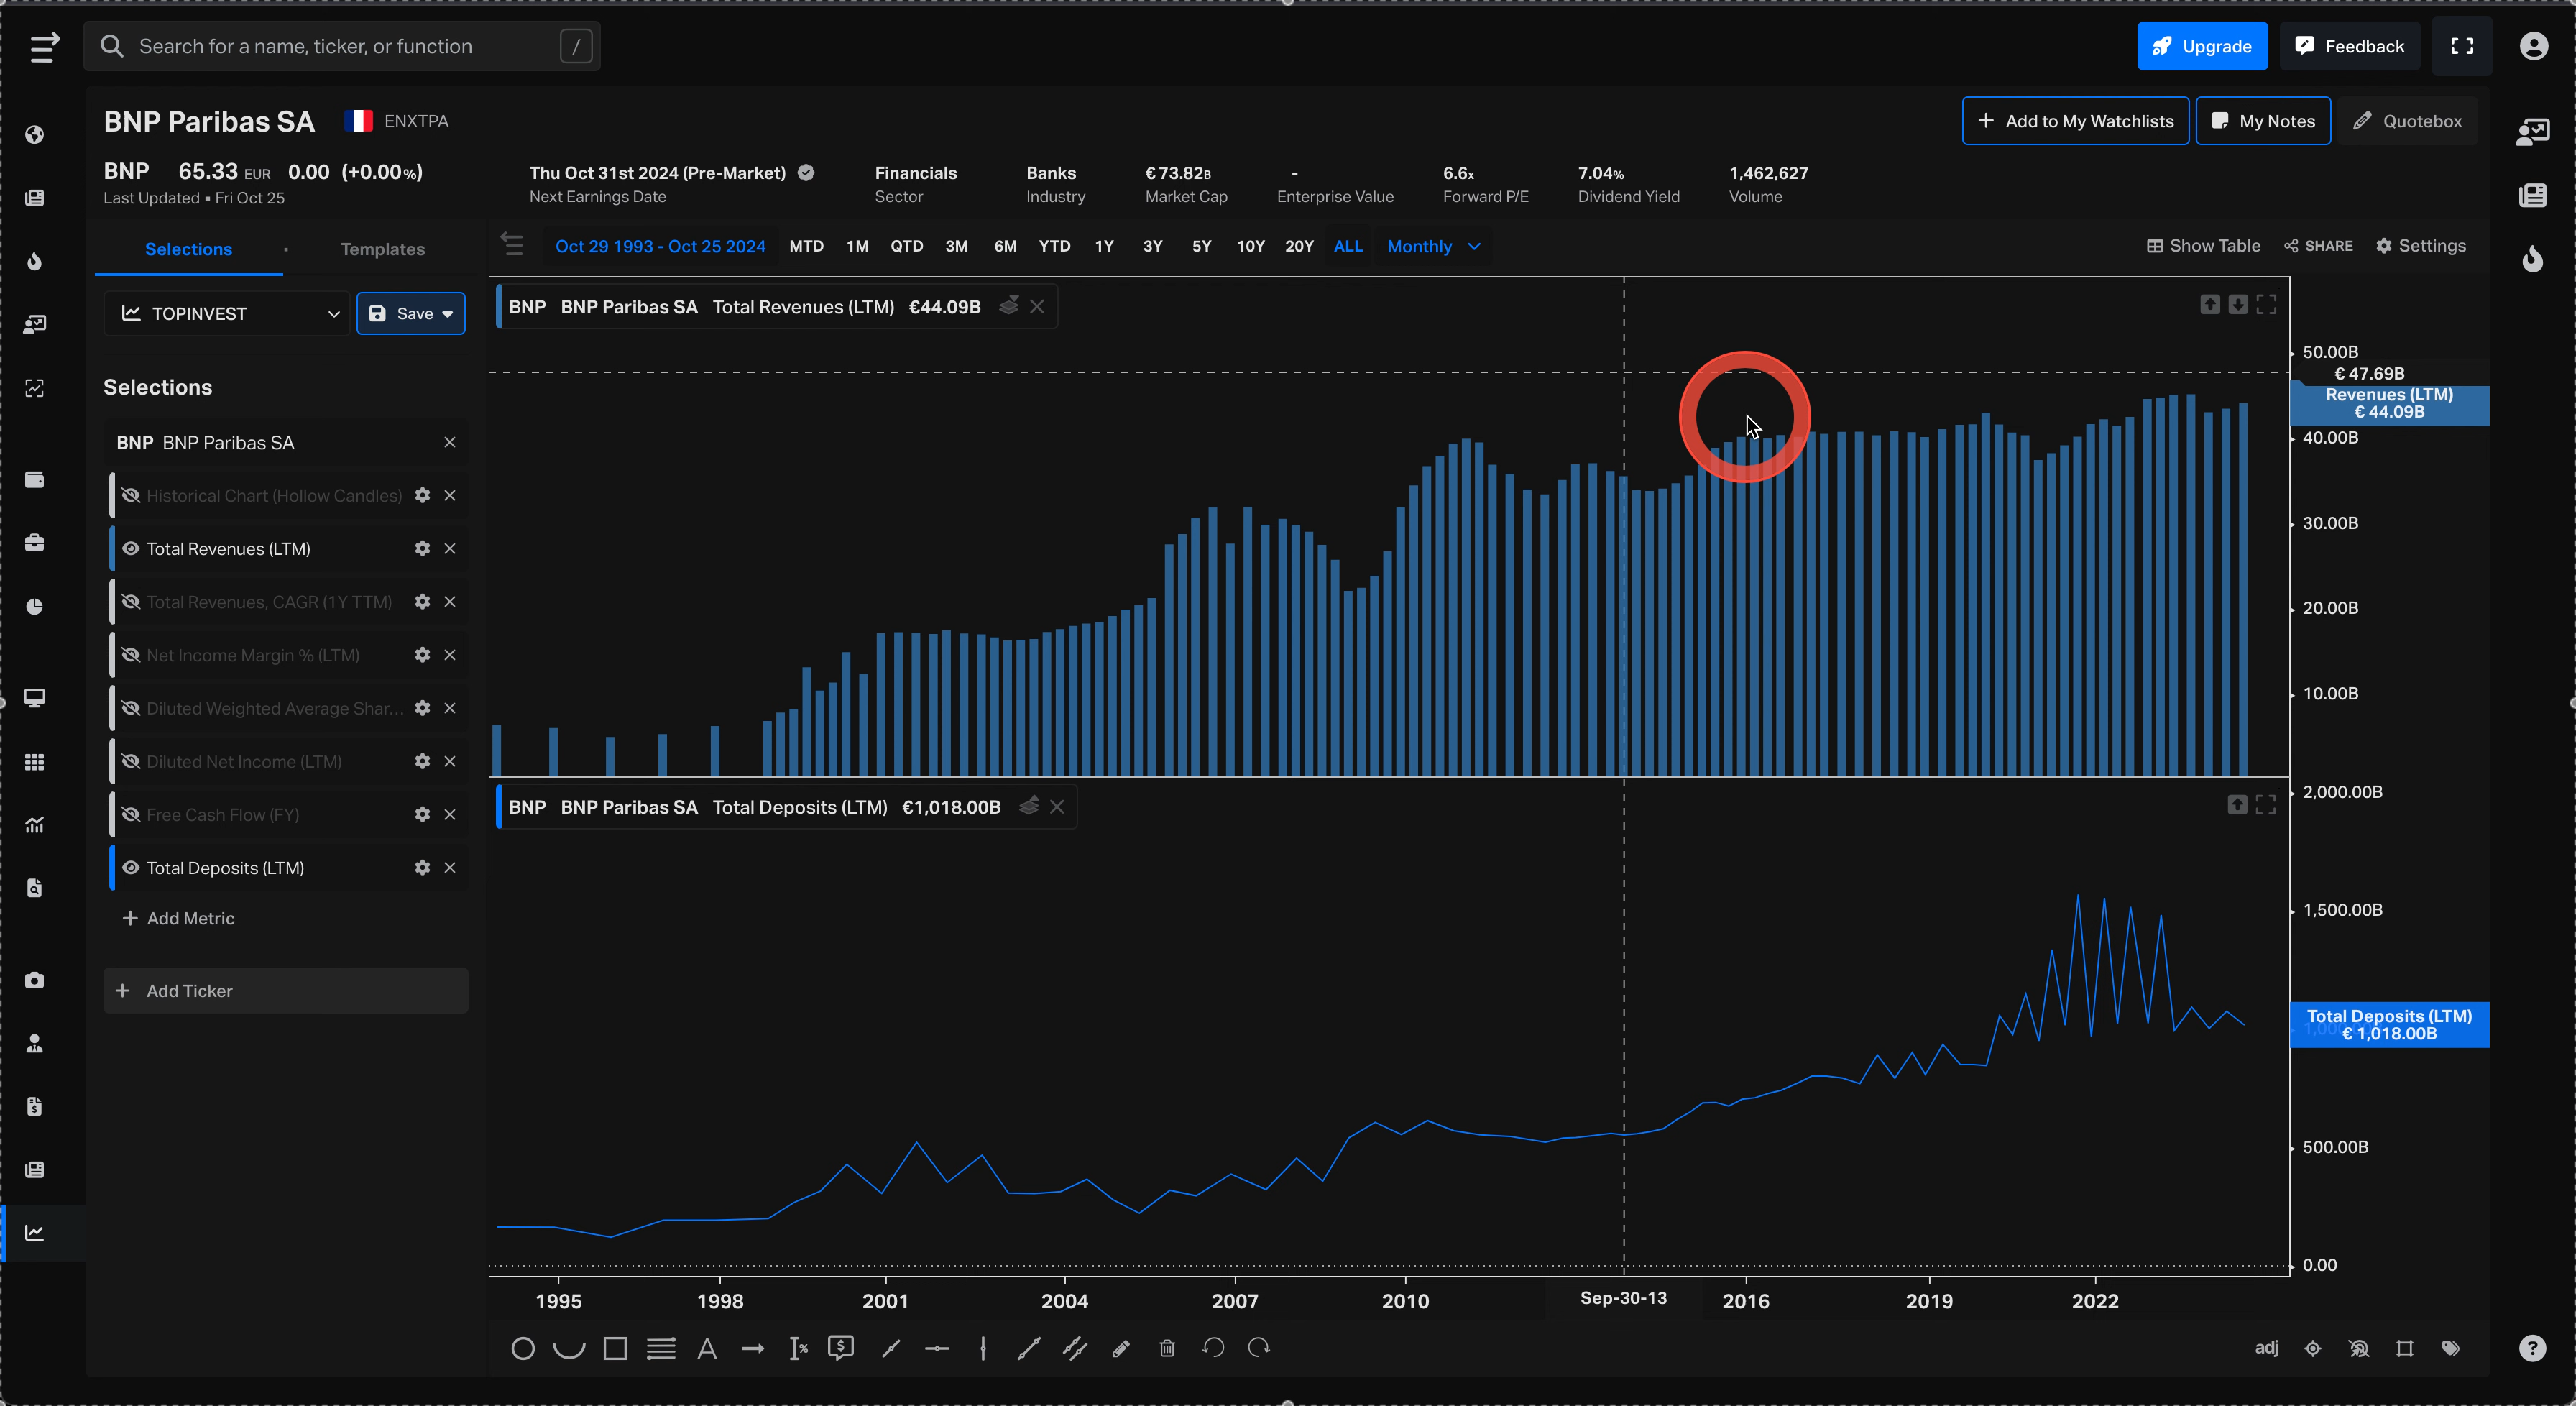 Search for a name, ticker, or function /
Upgrade Feedback
BNP Paribas SA ENXTPA
Add to My Watchlists My Notes Quotebox
BNP 65.33 EUR 0.00 (+0.00%)
Last Updated ▪ Fri Oct 25
Thu Oct 31st 2024 (Pre-Market)
Next Earnings Date
Financials
Sector
Banks
Industry
€ 73.82B
Market Cap
-
Enterprise Value
6.6x
Forward P/E
7.04%
Dividend Yield
1,462,627
Volume
Selections · Templates
Oct 29 1993 - Oct 25 2024 MTD 1M QTD 3M 6M YTD 1Y 3Y 5Y 10Y 20Y ALL Monthly
Show Table SHARE Settings
TOPINVEST Save
Selections
BNP BNP Paribas SA
Historical Chart (Hollow Candles)
Total Revenues (LTM)
Total Revenues, CAGR (1Y TTM)
Net Income Margin % (LTM)
Diluted Weighted Average Shar...
Diluted Net Income (LTM)
Free Cash Flow (FY)
Total Deposits (LTM)
+ Add Metric
+ Add Ticker
BNP BNP Paribas SA Total Revenues (LTM) €44.09B
50.00B
€ 47.69B
Revenues (LTM)
€ 44.09B
40.00B
30.00B
20.00B
10.00B
BNP BNP Paribas SA Total Deposits (LTM) €1,018.00B
2,000.00B
1,500.00B
Total Deposits (LTM)
€ 1,018.00B
500.00B
0.00
1995 1998 2001 2004 2007 2010 Sep-30-13 2016 2019 2022
A
adj
?